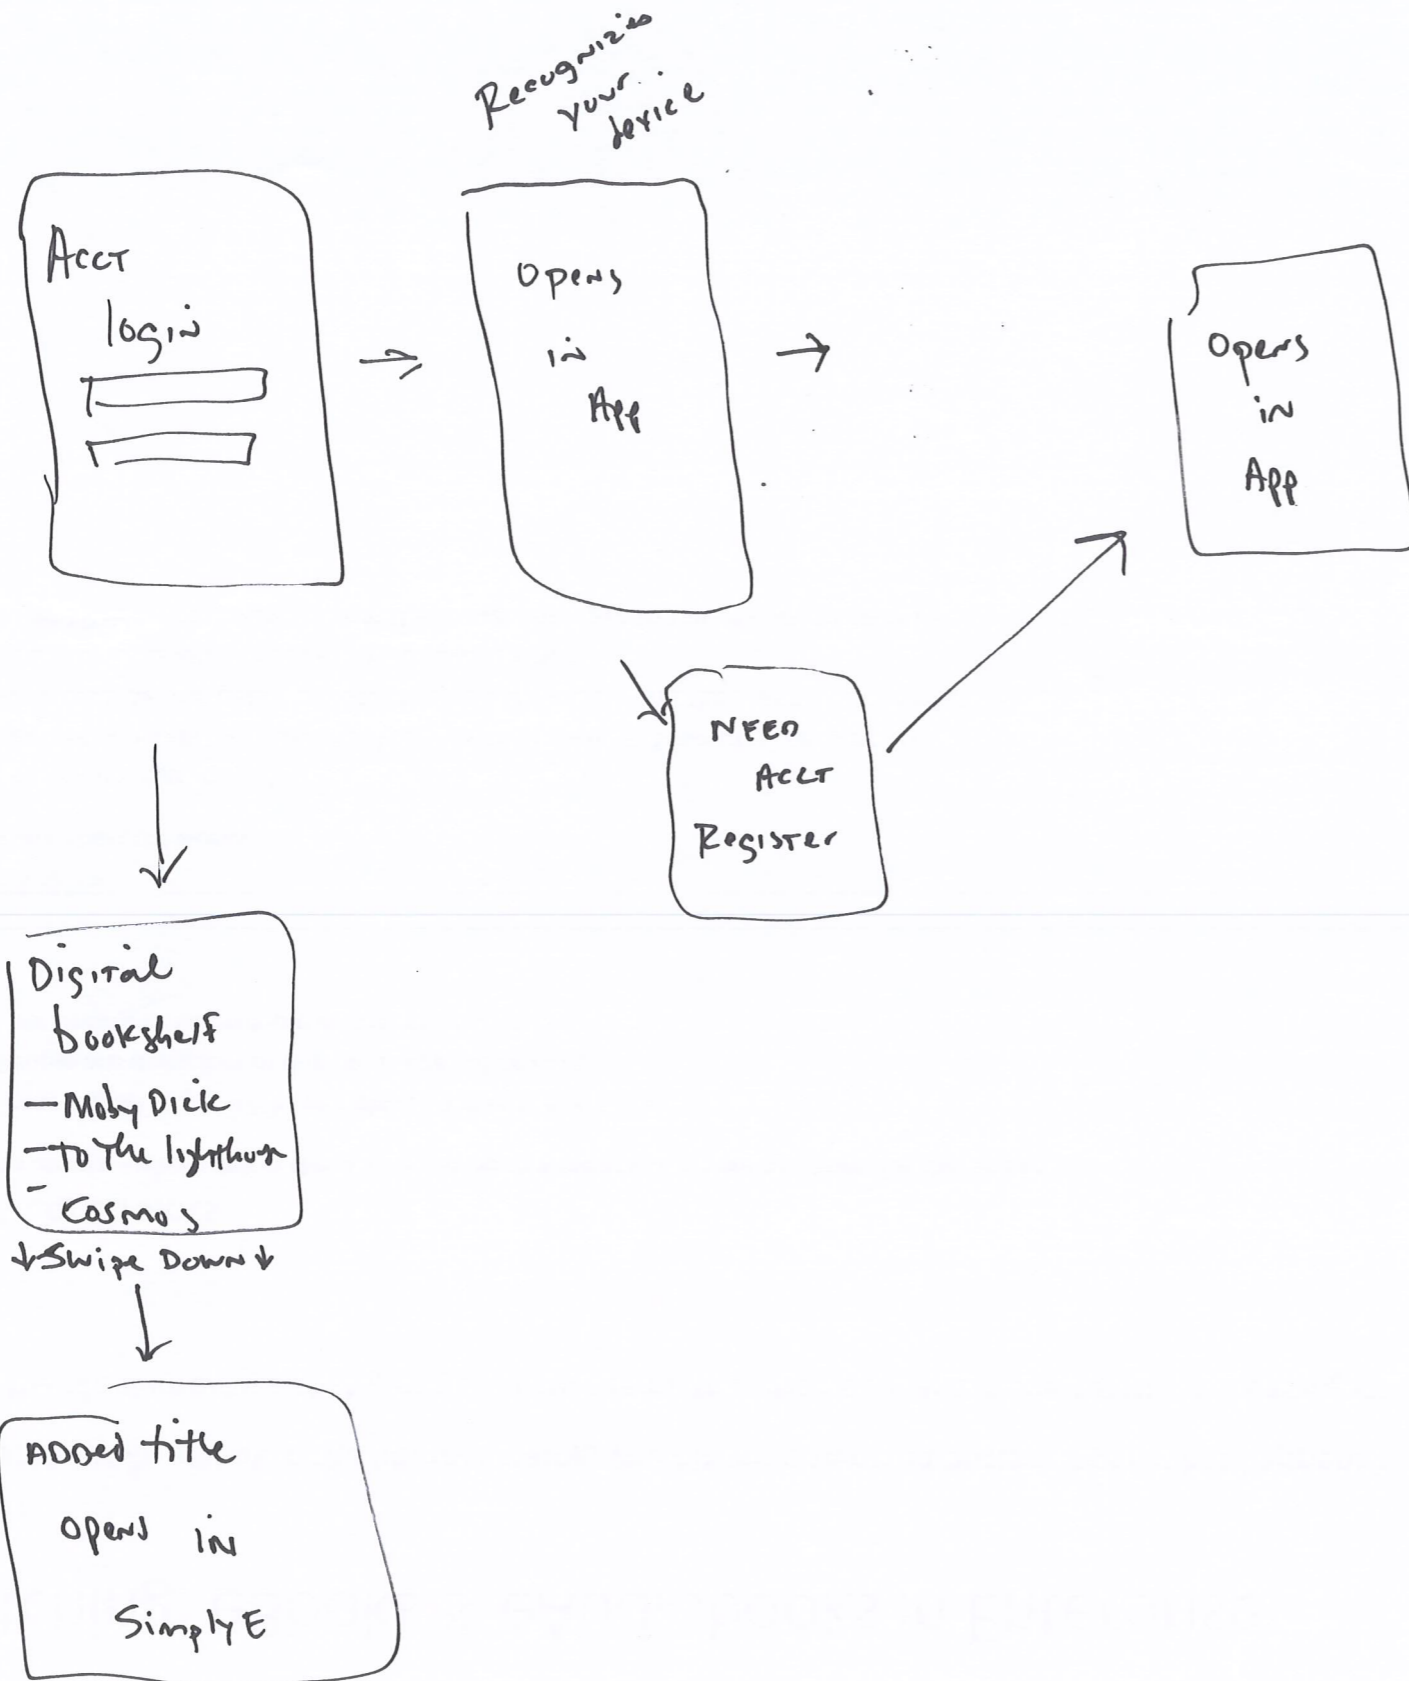 Recognizes
your
device
Acct
login
Opens
in
App
Opens
in
App
NEED
ACCT
Register
Digital
bookshelf
– Moby Dick
– to the lighthouse
– Cosmos
↓ Swipe Down ↓
ADDed title
opens in
SimplyE